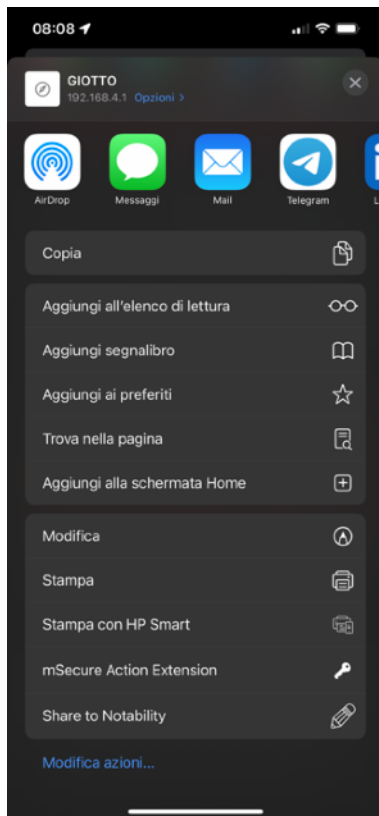 08:08
GIOTTO
192.168.4.1 Opzioni >
AirDrop Messaggi Mail Telegram
Copia
Aggiungi all'elenco di lettura
Aggiungi segnalibro
Aggiungi ai preferiti
Trova nella pagina
Aggiungi alla schermata Home
Modifica
Stampa
Stampa con HP Smart
mSecure Action Extension
Share to Notability
Modifica azioni...